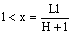 1 < x = L1 / H + 1